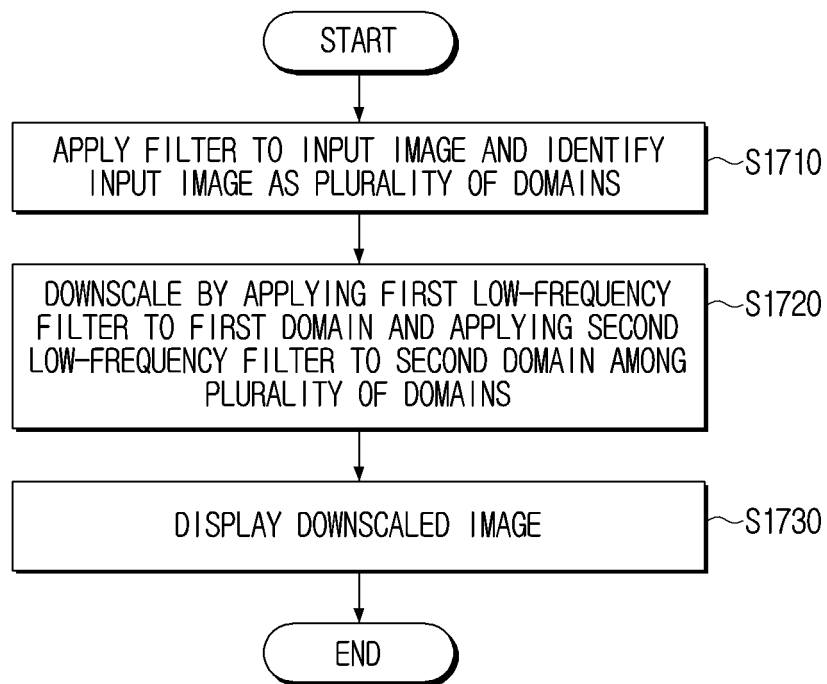 START
APPLY FILTER TO INPUT IMAGE AND IDENTIFY
INPUT IMAGE AS PLURALITY OF DOMAINS
S1710
DOWNSCALE BY APPLYING FIRST LOW-FREQUENCY
FILTER TO FIRST DOMAIN AND APPLYING SECOND
LOW-FREQUENCY FILTER TO SECOND DOMAIN AMONG
PLURALITY OF DOMAINS
S1720
DISPLAY DOWNSCALED IMAGE
S1730
END